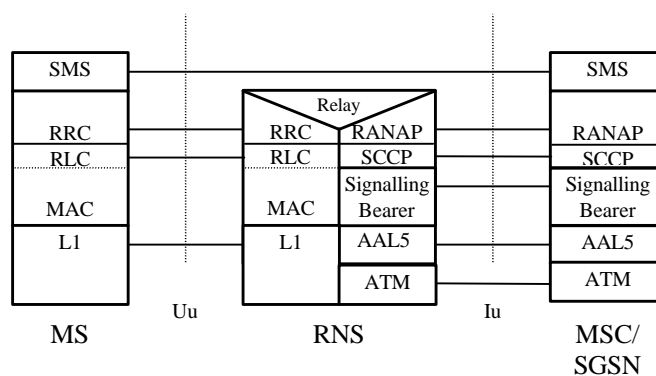 SMS
SMS
Relay
RRC
RRC
RANAP
RANAP
RLC
RLC
SCCP
SCCP
MAC
MAC
Signalling
Bearer
Signalling
Bearer
L1
L1
AAL5
AAL5
ATM
ATM
Uu
Iu
MS
RNS
MSC/
SGSN